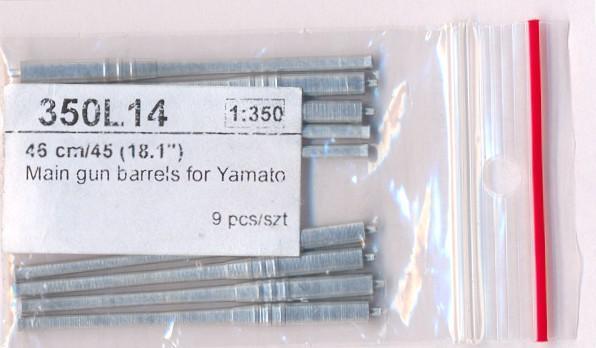 350L14 1:350
46 cm/45 (18.1")
Main gun barrels for Yamato
9 pcs/szt